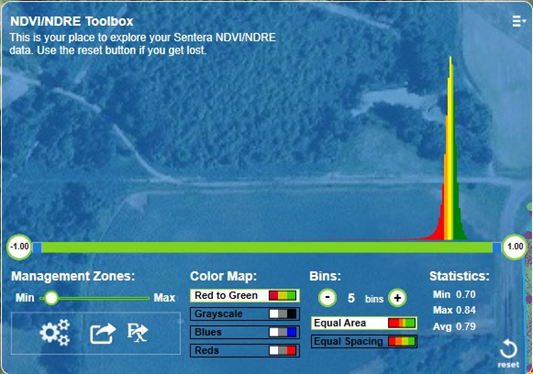 NDVI/NDRE Toolbox
This is your place to explore your Sentera NDVI/NDRE
data. Use the reset button if you get lost.
-1.00
1.00
Management Zones:
Min
Max
Color Map:
Red to Green
Grayscale
Blues
Reds
Bins:
- 5 bins +
Equal Area
Equal Spacing
Statistics:
Min 0.70
Max 0.84
Avg 0.79
reset